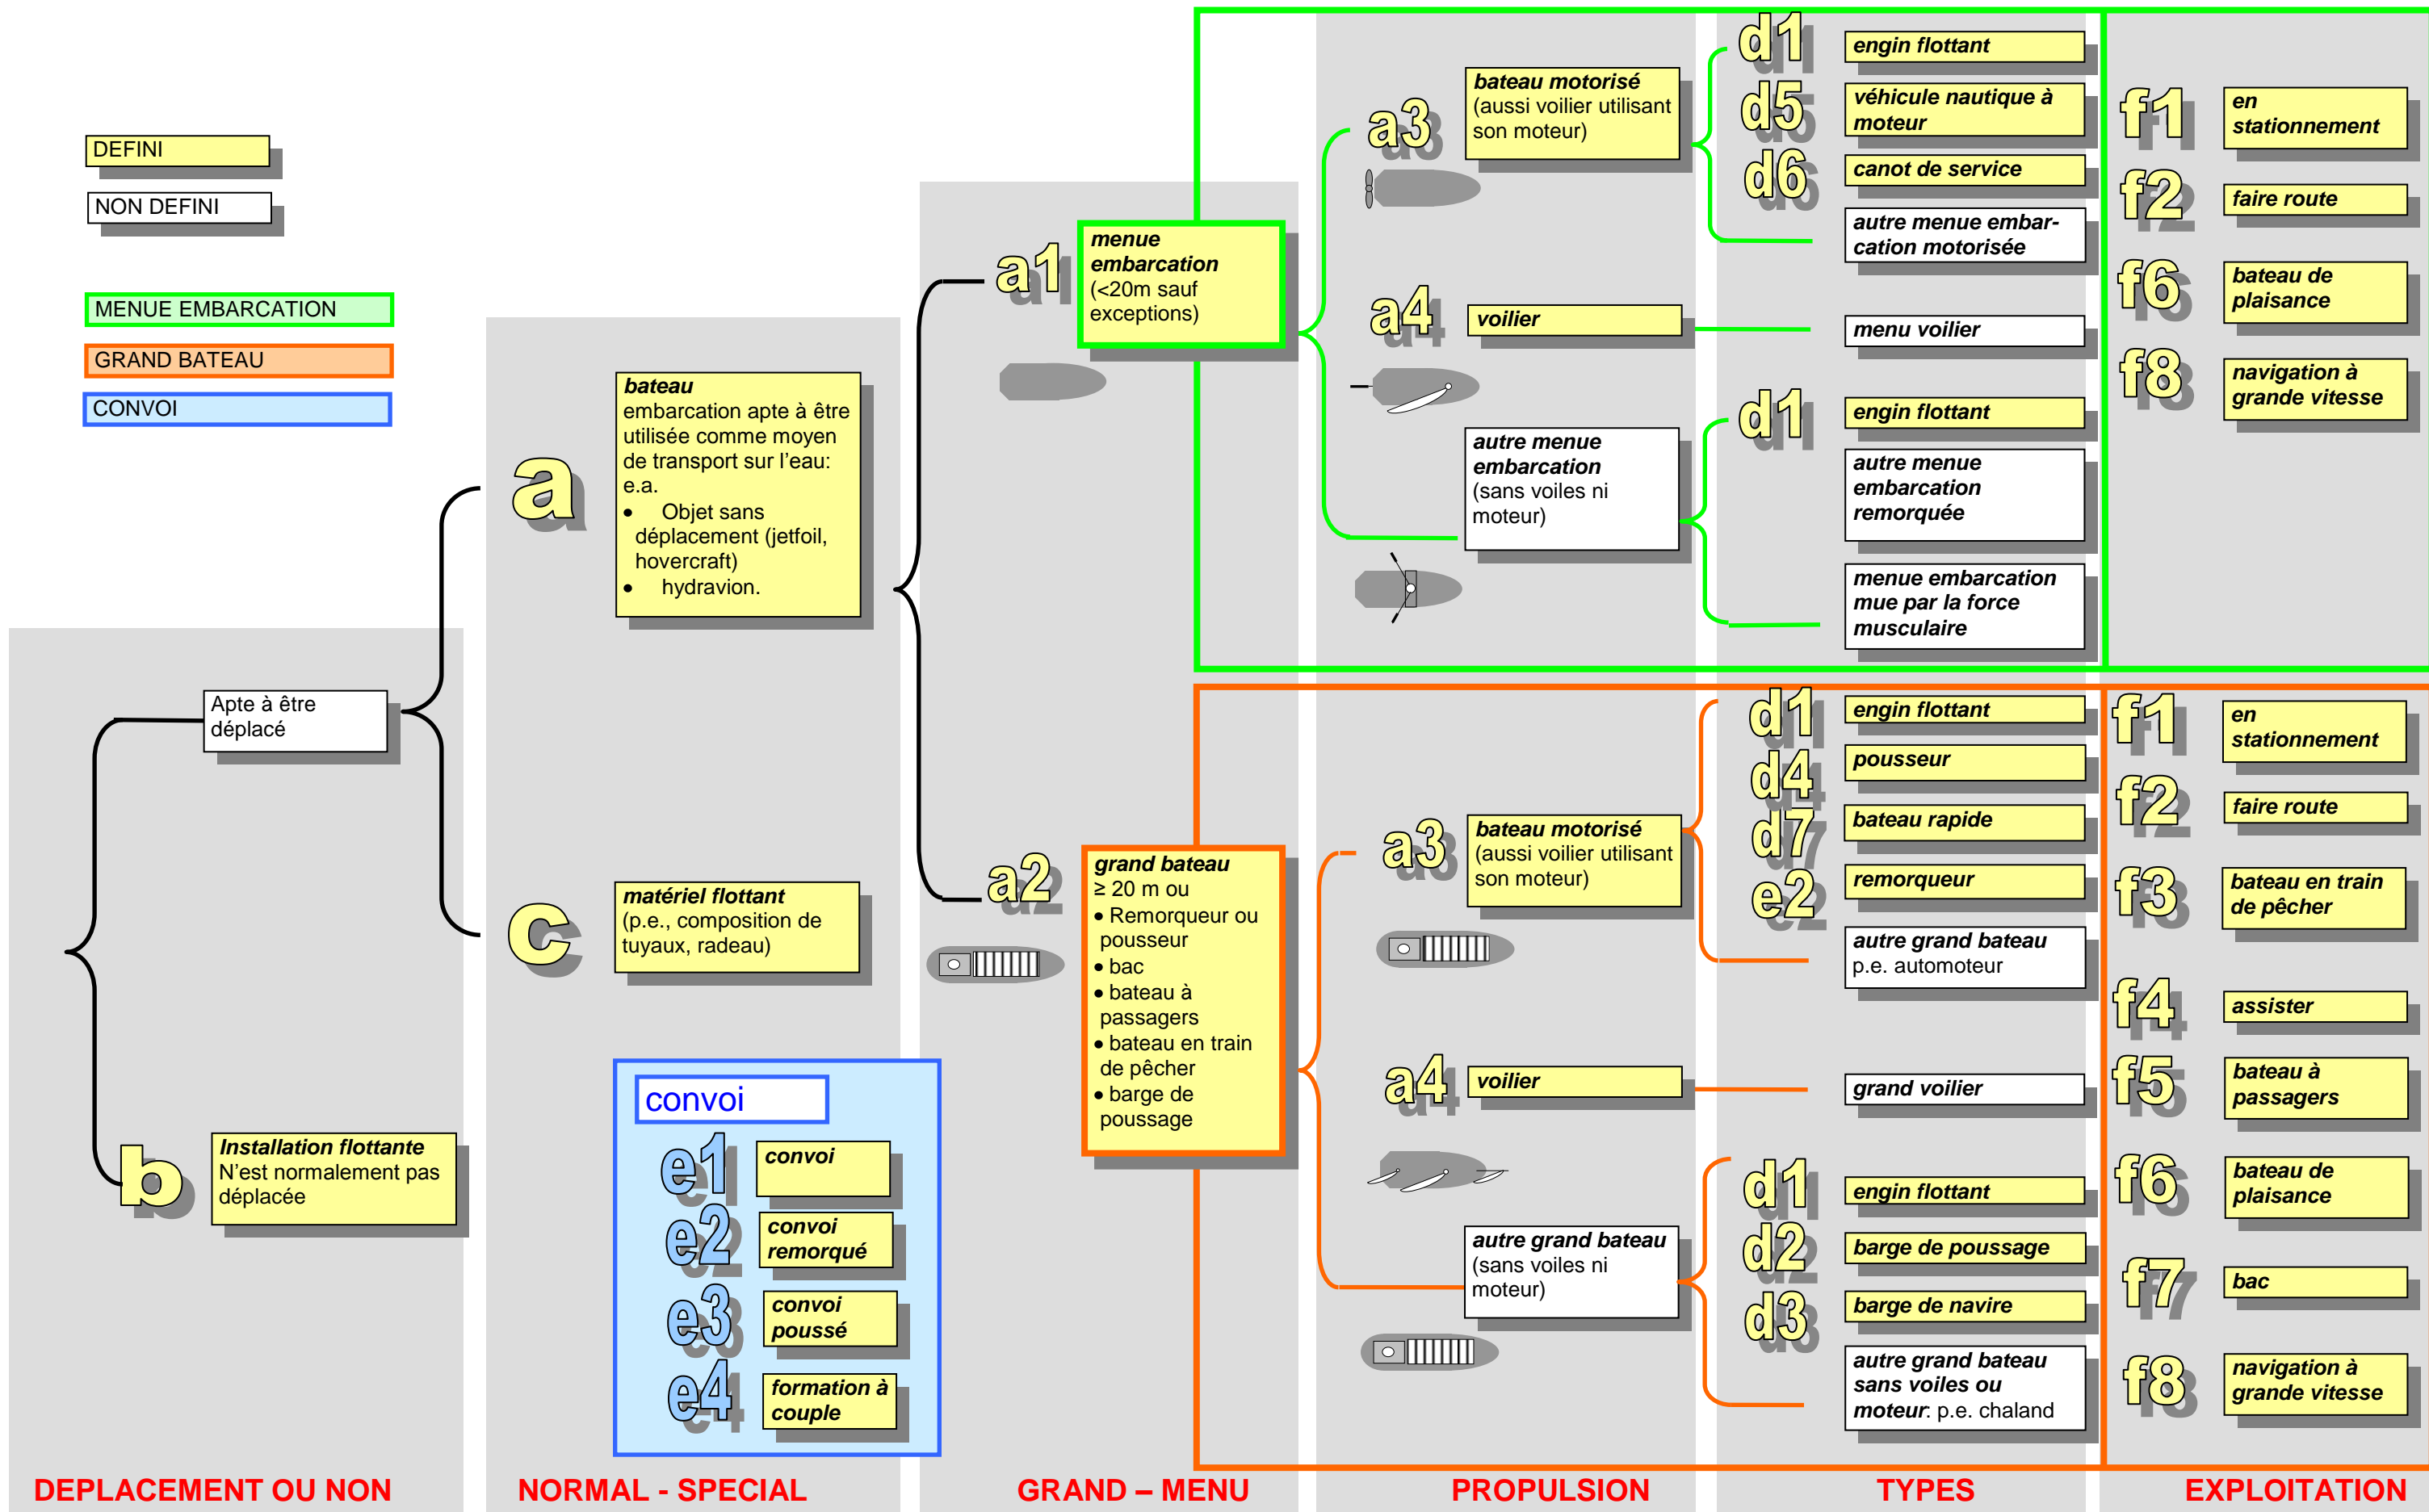 DEFINI
NON DEFINI
MENUE EMBARCATION
GRAND BATEAU
CONVOI
Apte à être
déplacé
b
Installation flottante
N'est normalement pas
déplacée
DEPLACEMENT OU NON
a
bateau
embarcation apte à être
utilisée comme moyen
de transport sur l'eau:
e.a.
• Objet sans
déplacement (jetfoil,
hovercraft)
• hydravion.
c
matériel flottant
(p.e., composition de
tuyaux, radeau)
convoi
e1
convoi
e2
convoi
remorqué
e3
convoi
poussé
e4
formation à
couple
NORMAL - SPECIAL
a1
menue
embarcation
(<20m sauf
exceptions)
a2
grand bateau
≥ 20 m ou
• Remorqueur ou
pousseur
• bac
• bateau à
passagers
• bateau en train
de pêcher
• barge de
poussage
GRAND – MENU
a3
bateau motorisé
(aussi voilier utilisant
son moteur)
a4
voilier
autre menue
embarcation
(sans voiles ni
moteur)
a3
bateau motorisé
(aussi voilier utilisant
son moteur)
a4
voilier
autre grand bateau
(sans voiles ni
moteur)
PROPULSION
d1
engin flottant
d5
véhicule nautique à
moteur
d6
canot de service
autre menue embar-
cation motorisée
menu voilier
d1
engin flottant
autre menue
embarcation
remorquée
menue embarcation
mue par la force
musculaire
d1
engin flottant
d4
pousseur
d7
bateau rapide
e2
remorqueur
autre grand bateau
p.e. automoteur
grand voilier
d1
engin flottant
d2
barge de poussage
d3
barge de navire
autre grand bateau
sans voiles ou
moteur: p.e. chaland
TYPES
f1
en
stationnement
f2
faire route
f6
bateau de
plaisance
f8
navigation à
grande vitesse
f1
en
stationnement
f2
faire route
f3
bateau en train
de pêcher
f4
assister
f5
bateau à
passagers
f6
bateau de
plaisance
f7
bac
f8
navigation à
grande vitesse
EXPLOITATION